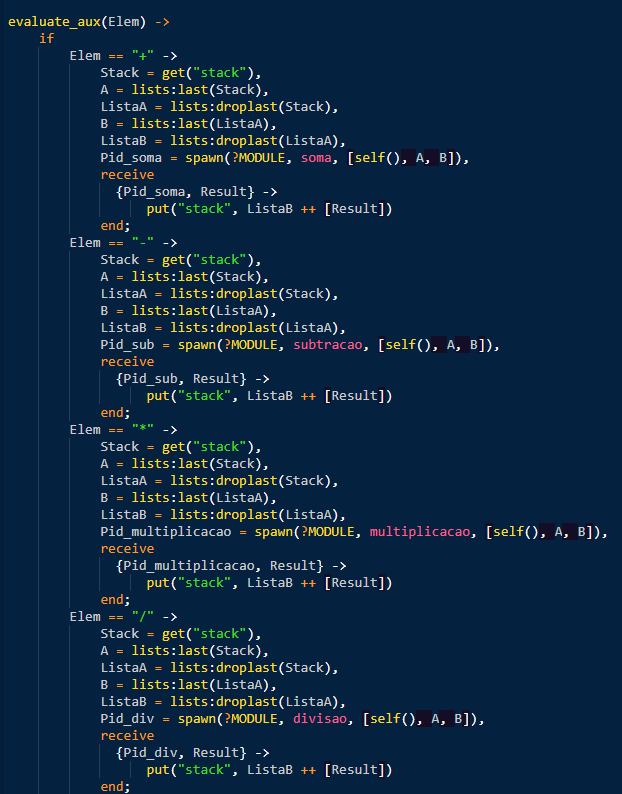 evaluate_aux(Elem) ->
if
Elem == "+" ->
Stack = get("stack"),
A = lists:last(Stack),
ListaA = lists:droplast(Stack),
B = lists:last(ListaA),
ListaB = lists:droplast(ListaA),
Pid_soma = spawn(?MODULE, soma, [self(), A, B]),
receive
{Pid_soma, Result} ->
put("stack", ListaB ++ [Result])
end;
Elem == "-" ->
Stack = get("stack"),
A = lists:last(Stack),
ListaA = lists:droplast(Stack),
B = lists:last(ListaA),
ListaB = lists:droplast(ListaA),
Pid_sub = spawn(?MODULE, subtracao, [self(), A, B]),
receive
{Pid_sub, Result} ->
put("stack", ListaB ++ [Result])
end;
Elem == "*" ->
Stack = get("stack"),
A = lists:last(Stack),
ListaA = lists:droplast(Stack),
B = lists:last(ListaA),
ListaB = lists:droplast(ListaA),
Pid_multiplicacao = spawn(?MODULE, multiplicacao, [self(), A, B]),
receive
{Pid_multiplicacao, Result} ->
put("stack", ListaB ++ [Result])
end;
Elem == "/" ->
Stack = get("stack"),
A = lists:last(Stack),
ListaA = lists:droplast(Stack),
B = lists:last(ListaA),
ListaB = lists:droplast(ListaA),
Pid_div = spawn(?MODULE, divisao, [self(), A, B]),
receive
{Pid_div, Result} ->
put("stack", ListaB ++ [Result])
end;